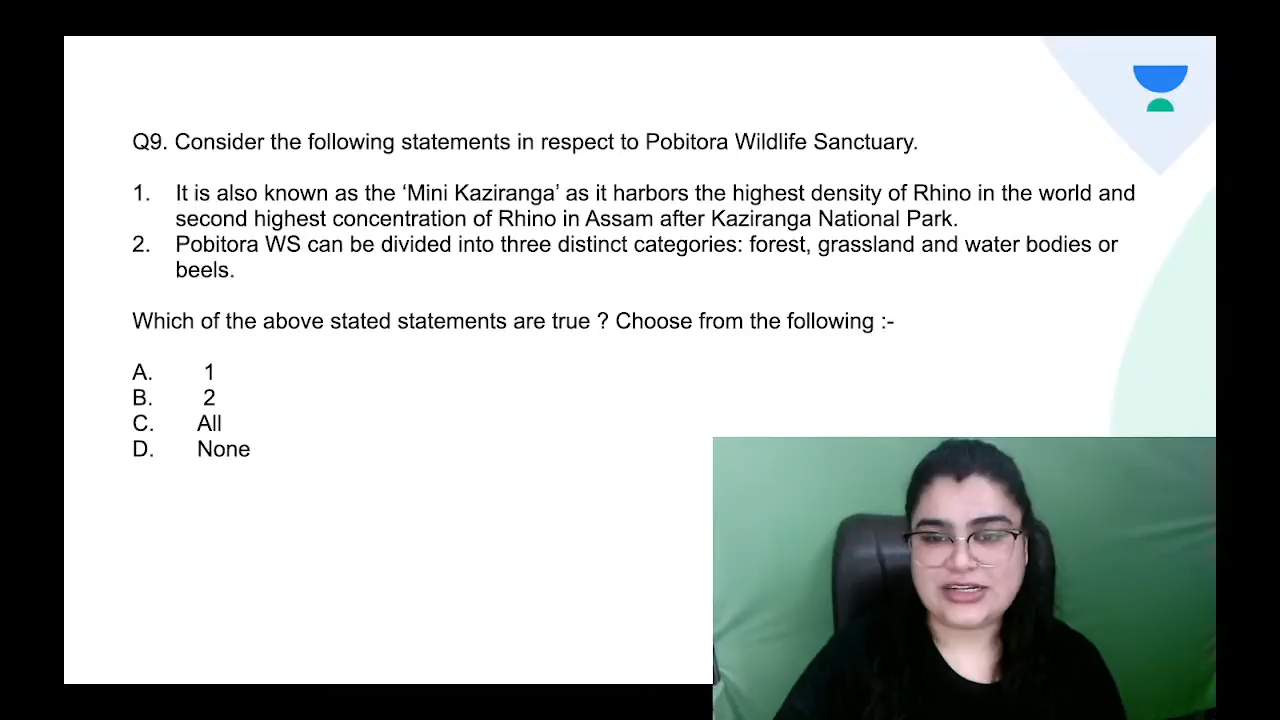 Q9. Consider the following statements in respect to Pobitora Wildlife Sanctuary.
1. It is also known as the ‘Mini Kaziranga’ as it harbors the highest density of Rhino in the world and
second highest concentration of Rhino in Assam after Kaziranga National Park.
2. Pobitora WS can be divided into three distinct categories: forest, grassland and water bodies or
beels.
Which of the above stated statements are true ? Choose from the following :-
A. 1
B. 2
C. All
D. None